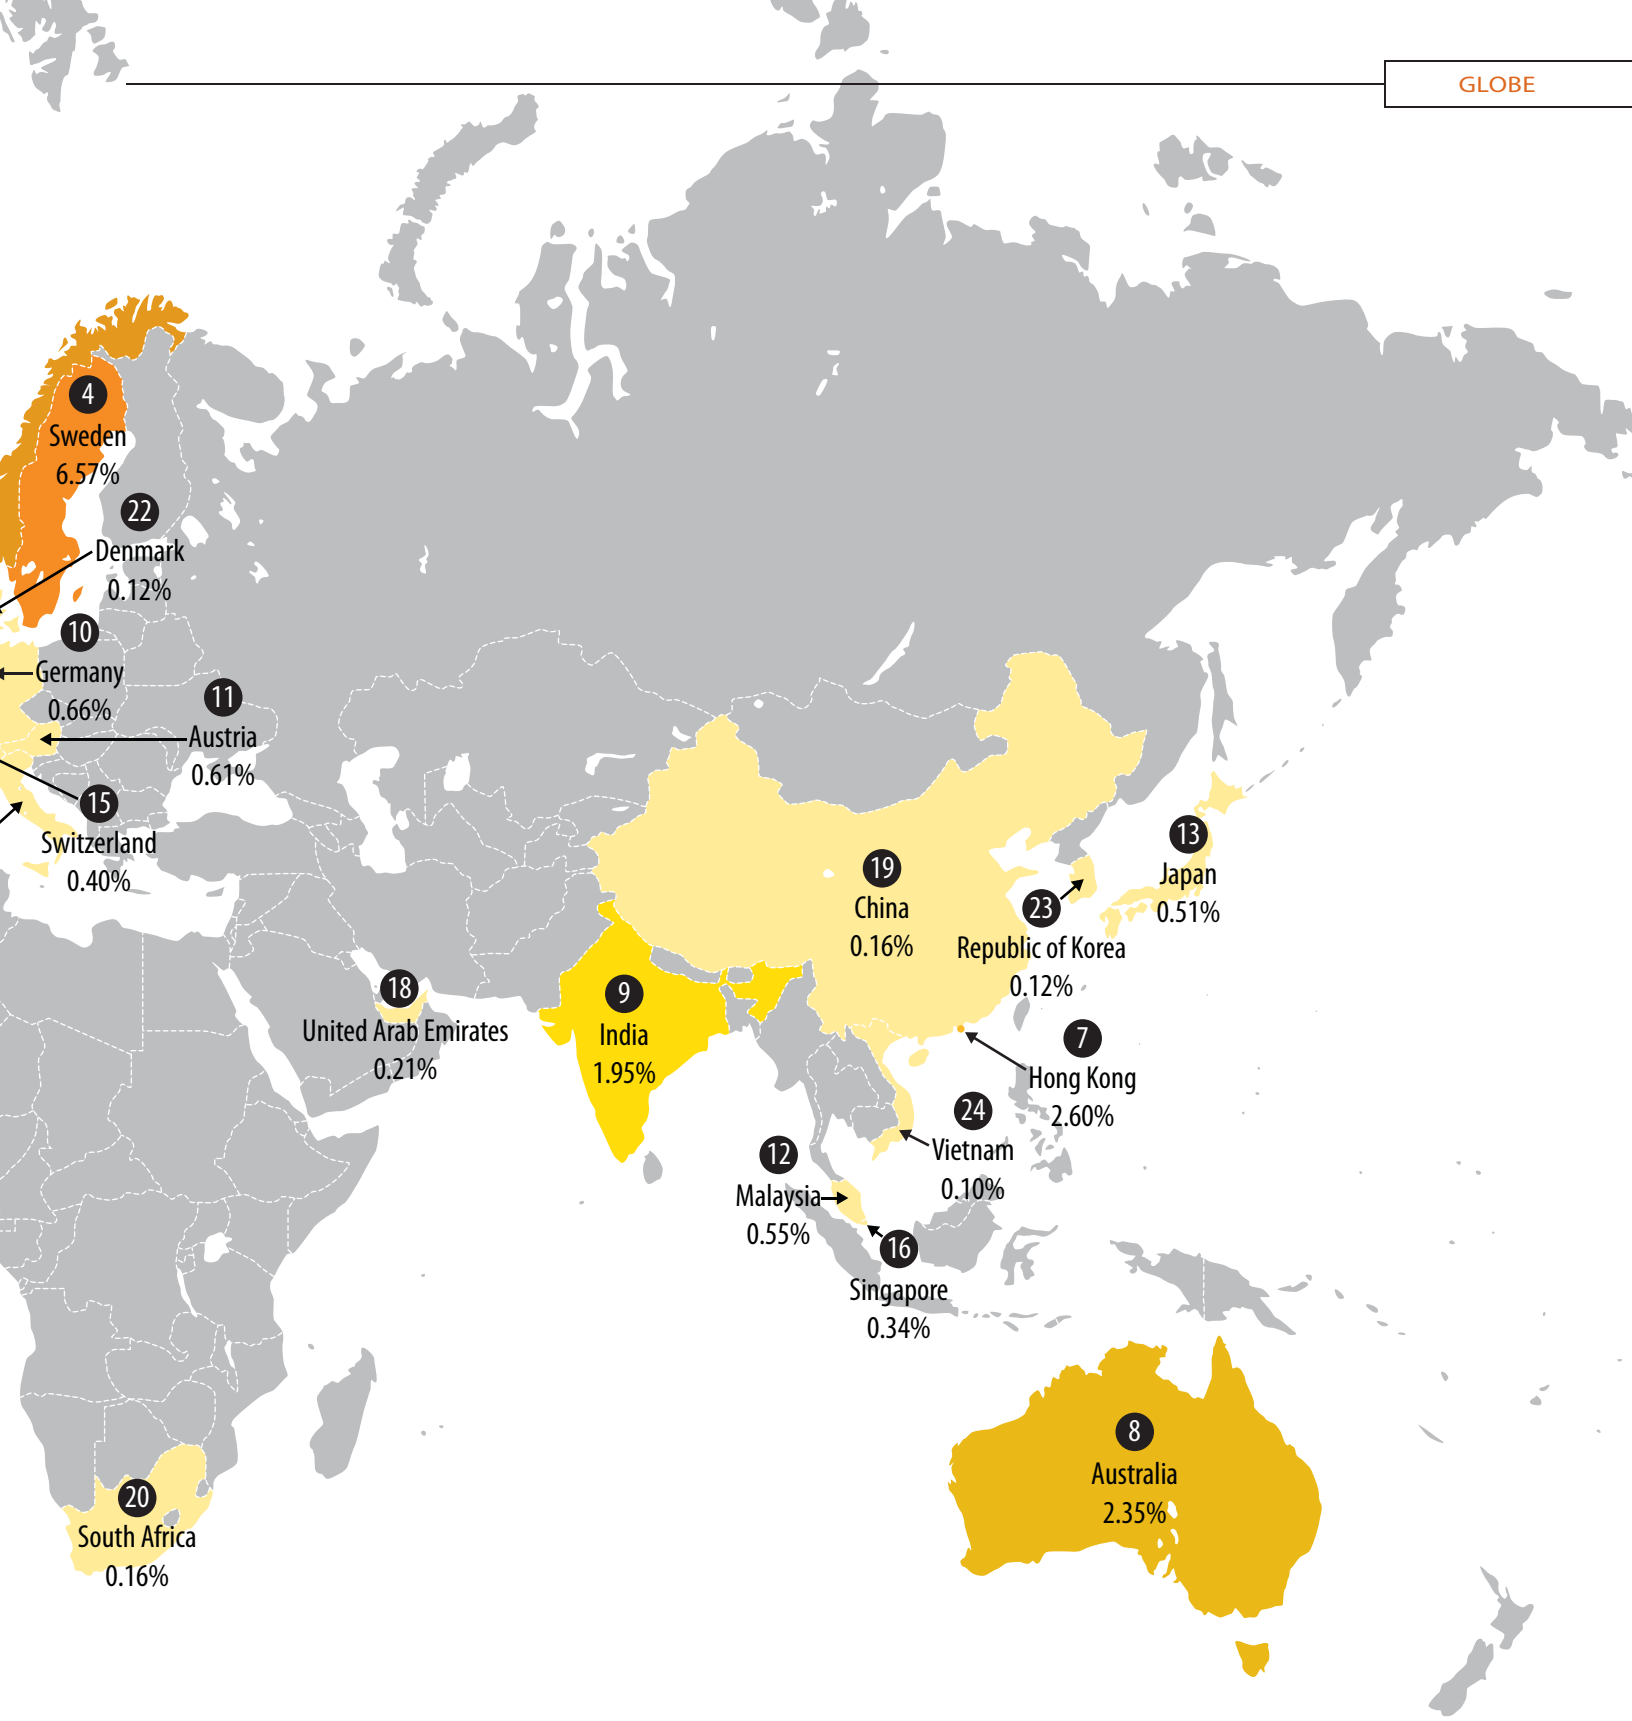 GLOBE
4
Sweden
6.57%
22
Denmark
0.12%
10
Germany
0.66%
11
Austria
0.61%
15
Switzerland
0.40%
13
Japan
0.51%
19
China
0.16%
23
Republic of Korea
0.12%
18
United Arab Emirates
0.21%
9
India
1.95%
7
Hong Kong
2.60%
24
Vietnam
0.10%
12
Malaysia
0.55%
16
Singapore
0.34%
8
Australia
2.35%
20
South Africa
0.16%